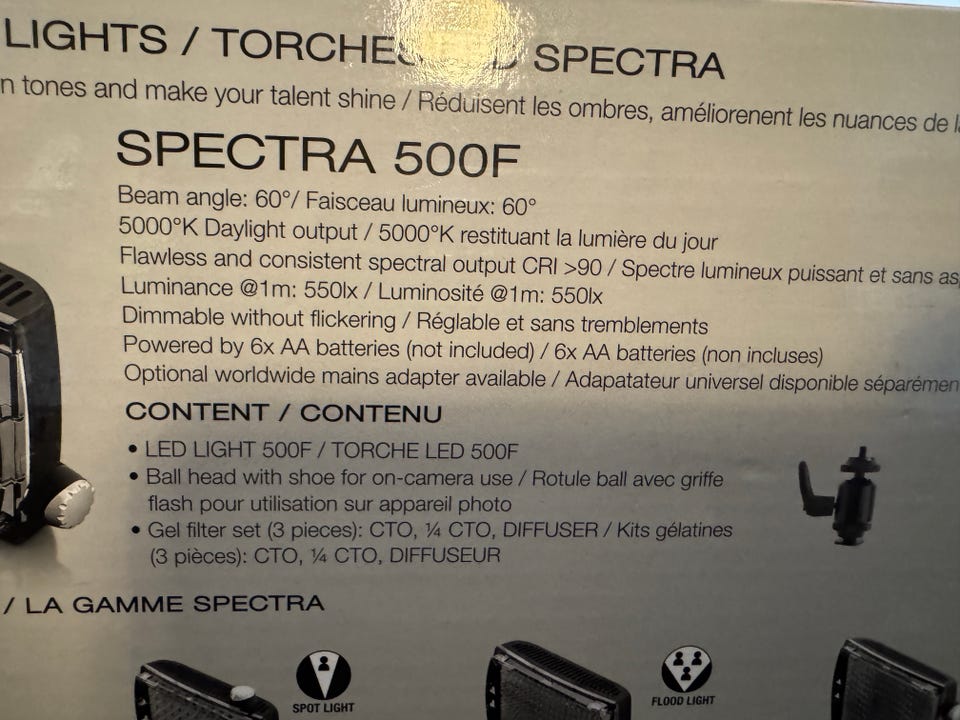 LIGHTS / TORCHES SPECTRA
n tones and make your talent shine / Réduisent les ombres, améliorenent les nuances de
SPECTRA 500F
Beam angle: 60°/ Faisceau lumineux: 60°
5000°K Daylight output / 5000°K restituant la lumière du jour
Flawless and consistent spectral output CRI >90 / Spectre lumineux puissant et sans as
Luminance @1m: 550lx / Luminosité @1m: 550lx
Dimmable without flickering / Réglable et sans tremblements
Powered by 6x AA batteries (not included) / 6x AA batteries (non incluses)
Optional worldwide mains adapter available / Adapatateur universel disponible séparémen
CONTENT / CONTENU
• LED LIGHT 500F / TORCHE LED 500F
• Ball head with shoe for on-camera use / Rotule ball avec griffe
flash pour utilisation sur appareil photo
• Gel filter set (3 pieces): CTO, ¼ CTO, DIFFUSER / Kits gélatines
(3 pièces): CTO, ¼ CTO, DIFFUSEUR
/ LA GAMME SPECTRA
SPOT LIGHT
FLOOD LIGHT